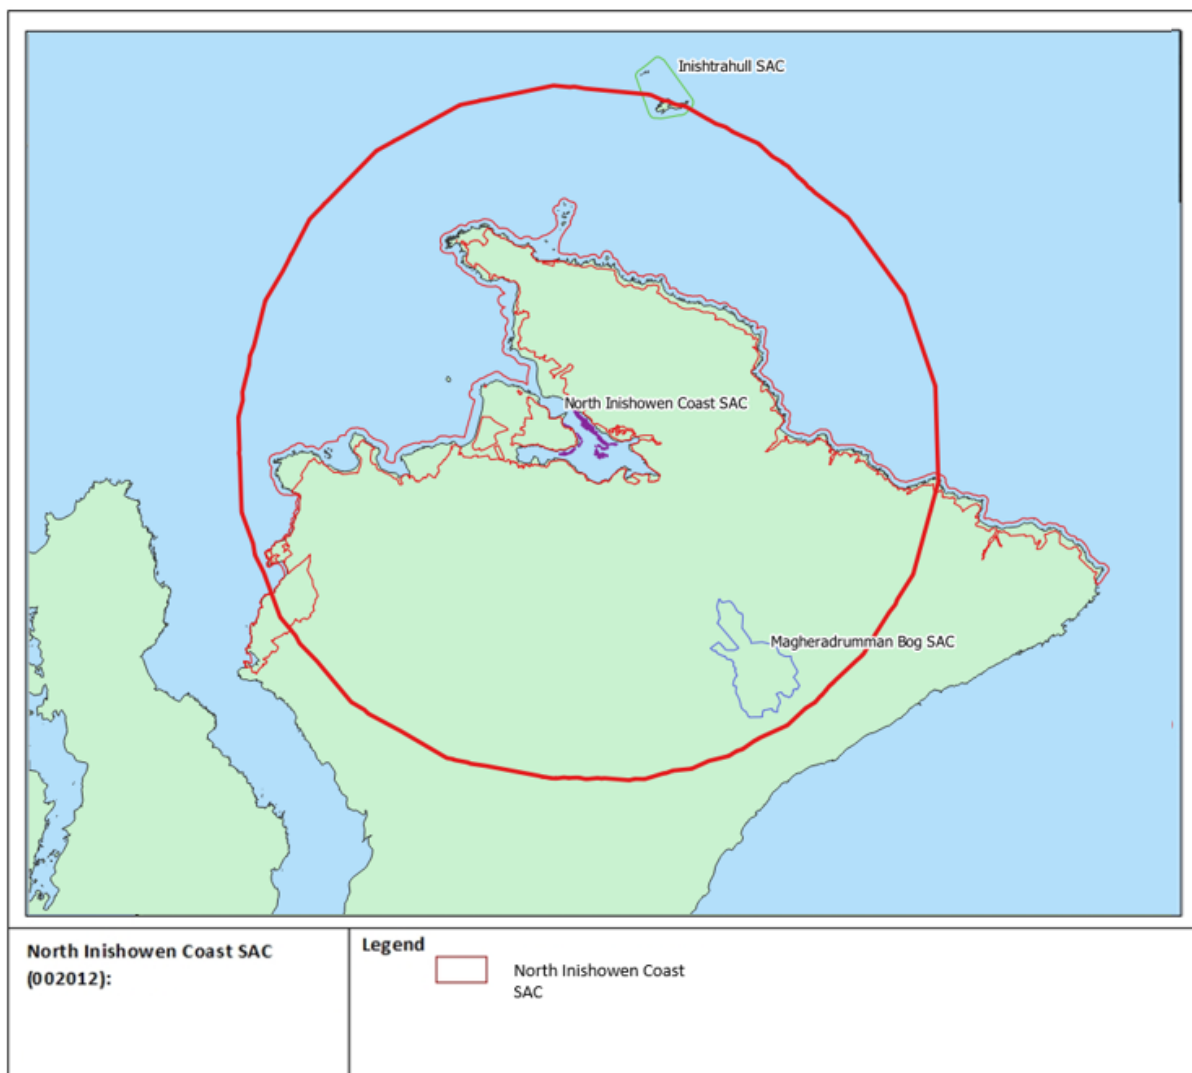 Inishtrahull SAC
North Inishowen Coast SAC
Magheradrumman Bog SAC
North Inishowen Coast SAC
(002012):
Legend
North Inishowen Coast
SAC